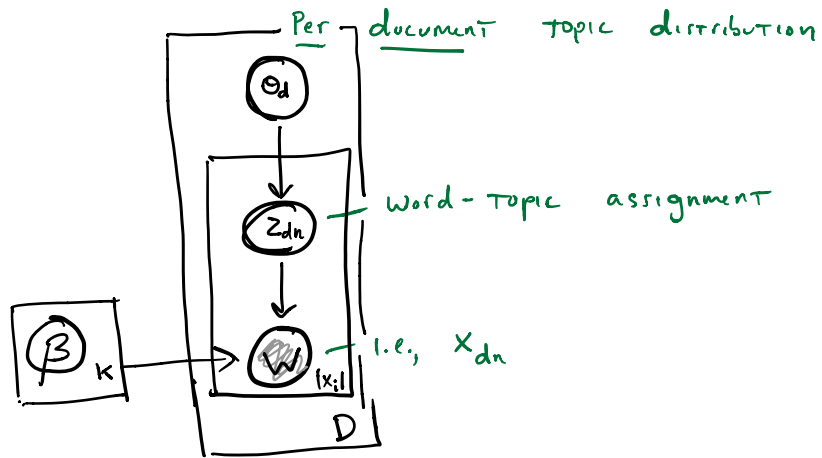 Per document topic distribution
θd
word-topic assignment
Zdn
i.e., Xdn
β
K
W
|xi|
D